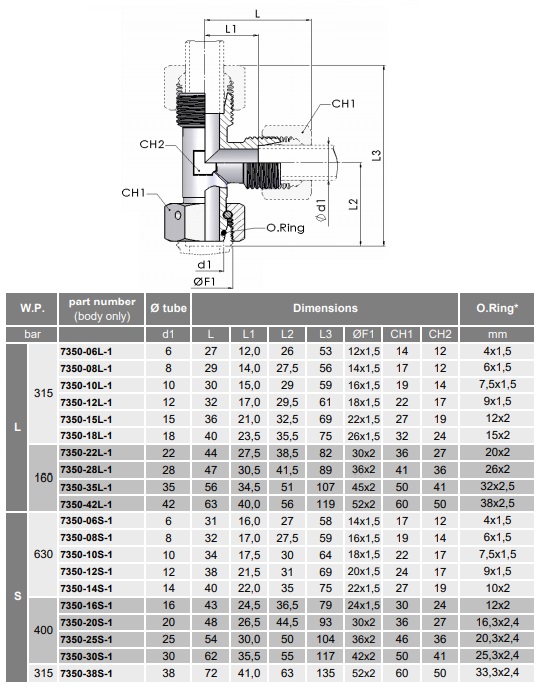 L
L1
CH1
CH2
L3
CH1
Ød1
L2
O.Ring
d1
ØF1
W.P. part number (body only) Ø tube Dimensions O.Ring*
bar d1 L L1 L2 L3 ØF1 CH1 CH2 mm
L
315
7350-06L-1 6 27 12,0 26 53 12x1,5 14 12 4x1,5
7350-08L-1 8 29 14,0 27,5 56 14x1,5 17 12 6x1,5
7350-10L-1 10 30 15,0 29 59 16x1,5 19 14 7,5x1,5
7350-12L-1 12 32 17,0 29,5 61 18x1,5 22 17 9x1,5
7350-15L-1 15 36 21,0 32,5 69 22x1,5 27 19 12x2
7350-18L-1 18 40 23,5 35,5 75 26x1,5 32 24 15x2
160
7350-22L-1 22 44 27,5 38,5 82 30x2 36 27 20x2
7350-28L-1 28 47 30,5 41,5 89 36x2 41 36 26x2
7350-35L-1 35 56 34,5 51 107 45x2 50 41 32x2,5
7350-42L-1 42 63 40,0 56 119 52x2 60 50 38x2,5
S
630
7350-06S-1 6 31 16,0 27 58 14x1,5 17 12 4x1,5
7350-08S-1 8 32 17,0 27,5 59 16x1,5 19 14 6x1,5
7350-10S-1 10 34 17,5 30 64 18x1,5 22 17 7,5x1,5
7350-12S-1 12 38 21,5 31 69 20x1,5 24 17 9x1,5
7350-14S-1 14 40 22,0 35 75 22x1,5 27 19 10x2
400
7350-16S-1 16 43 24,5 36,5 79 24x1,5 30 24 12x2
7350-20S-1 20 48 26,5 44,5 93 30x2 36 27 16,3x2,4
7350-25S-1 25 54 30,0 50 104 36x2 46 36 20,3x2,4
7350-30S-1 30 62 35,5 55 117 42x2 50 41 25,3x2,4
315 7350-38S-1 38 72 41,0 63 135 52x2 60 50 33,3x2,4